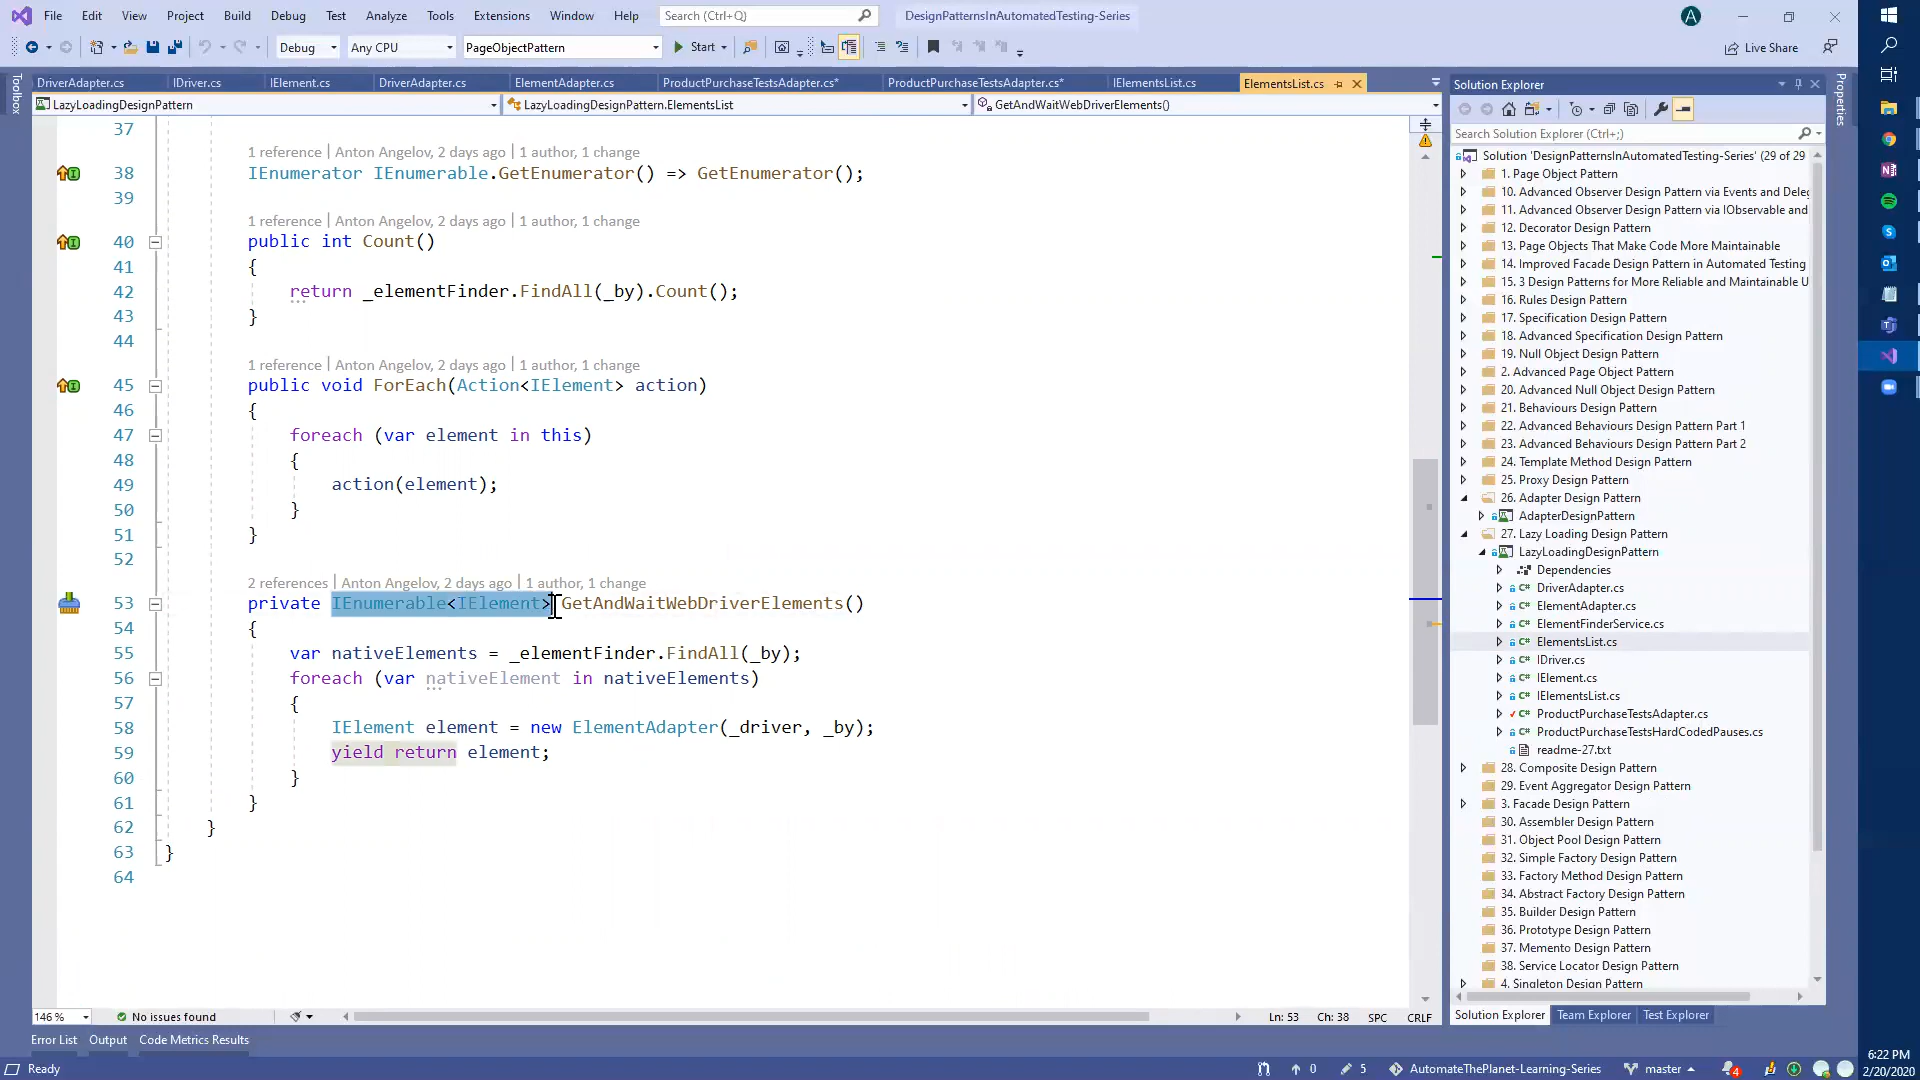 File Edit View Project Build Debug Test Analyze Tools Extensions Window Help Search (Ctrl+Q) DesignPatternsInAutomatedTesting-Series A
Debug Any CPU PageObjectPattern Start Live Share
DriverAdapter.cs IDriver.cs IElement.cs DriverAdapter.cs ElementAdapter.cs ProductPurchaseTestsAdapter.cs* ProductPurchaseTestsAdapter.cs* IElementsList.cs ElementsList.cs
LazyLoadingDesignPattern LazyLoadingDesignPattern.ElementsList GetAndWaitWebDriverElements()
Toolbox
37
1 reference | Anton Angelov, 2 days ago | 1 author, 1 change
38 IEnumerator IEnumerable.GetEnumerator() => GetEnumerator();
39
1 reference | Anton Angelov, 2 days ago | 1 author, 1 change
40 public int Count()
41 {
42 return _elementFinder.FindAll(_by).Count();
43 }
44
1 reference | Anton Angelov, 2 days ago | 1 author, 1 change
45 public void ForEach(Action<IElement> action)
46 {
47 foreach (var element in this)
48 {
49 action(element);
50 }
51 }
52
2 references | Anton Angelov, 2 days ago | 1 author, 1 change
53 private IEnumerable<IElement> GetAndWaitWebDriverElements()
54 {
55 var nativeElements = _elementFinder.FindAll(_by);
56 foreach (var nativeElement in nativeElements)
57 {
58 IElement element = new ElementAdapter(_driver, _by);
59 yield return element;
60 }
61 }
62 }
63 }
64
146 % No issues found Ln: 53 Ch: 38 SPC CRLF
Error List Output Code Metrics Results
Solution Explorer
Properties
Search Solution Explorer (Ctrl+;)
Solution 'DesignPatternsInAutomatedTesting-Series' (29 of 29
1. Page Object Pattern
10. Advanced Observer Design Pattern via Events and Deleg
11. Advanced Observer Design Pattern via IObservable and
12. Decorator Design Pattern
13. Page Objects That Make Code More Maintainable
14. Improved Facade Design Pattern in Automated Testing
15. 3 Design Patterns for More Reliable and Maintainable U
16. Rules Design Pattern
17. Specification Design Pattern
18. Advanced Specification Design Pattern
19. Null Object Design Pattern
2. Advanced Page Object Pattern
20. Advanced Null Object Design Pattern
21. Behaviours Design Pattern
22. Advanced Behaviours Design Pattern Part 1
23. Advanced Behaviours Design Pattern Part 2
24. Template Method Design Pattern
25. Proxy Design Pattern
26. Adapter Design Pattern
AdapterDesignPattern
27. Lazy Loading Design Pattern
LazyLoadingDesignPattern
Dependencies
C# DriverAdapter.cs
C# ElementAdapter.cs
C# ElementFinderService.cs
C# ElementsList.cs
C# IDriver.cs
C# IElement.cs
C# IElementsList.cs
C# ProductPurchaseTestsAdapter.cs
C# ProductPurchaseTestsHardCodedPauses.cs
readme-27.txt
28. Composite Design Pattern
29. Event Aggregator Design Pattern
3. Facade Design Pattern
30. Assembler Design Pattern
31. Object Pool Design Pattern
32. Simple Factory Design Pattern
33. Factory Method Design Pattern
34. Abstract Factory Design Pattern
35. Builder Design Pattern
36. Prototype Design Pattern
37. Memento Design Pattern
38. Service Locator Design Pattern
4. Singleton Design Pattern
Solution Explorer Team Explorer Test Explorer
Ready 0 5 AutomateThePlanet-Learning-Series master 4
6:22 PM
2/20/2020